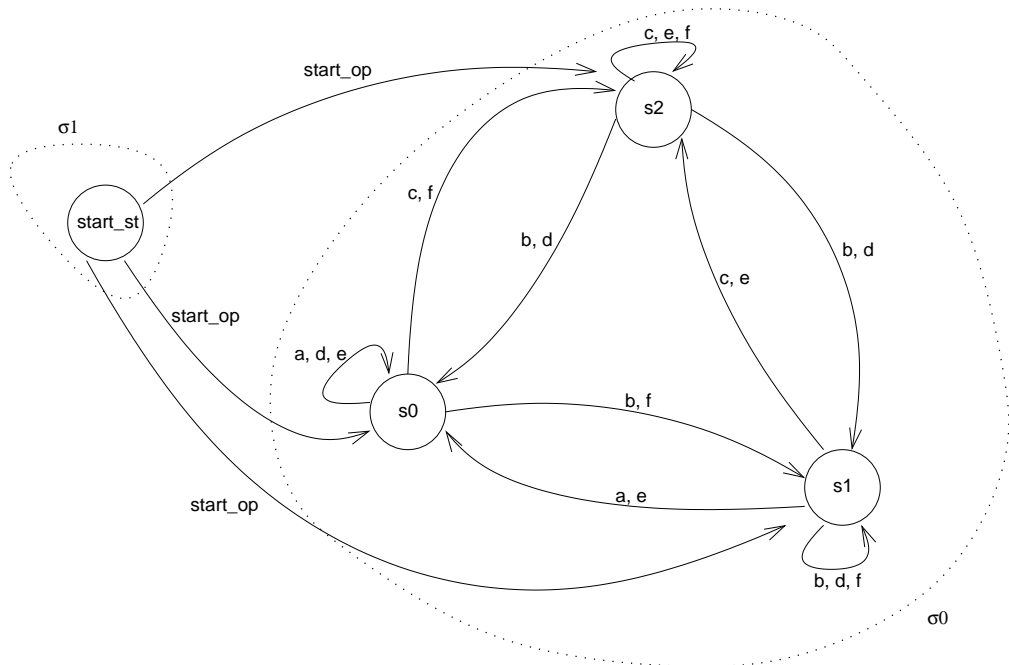 c, e, f
start_op
s2
σ1
c, f
start_st
b, d
b, d
c, e
start_op
a, d, e
s0
b, f
s1
a, e
start_op
b, d, f
σ0